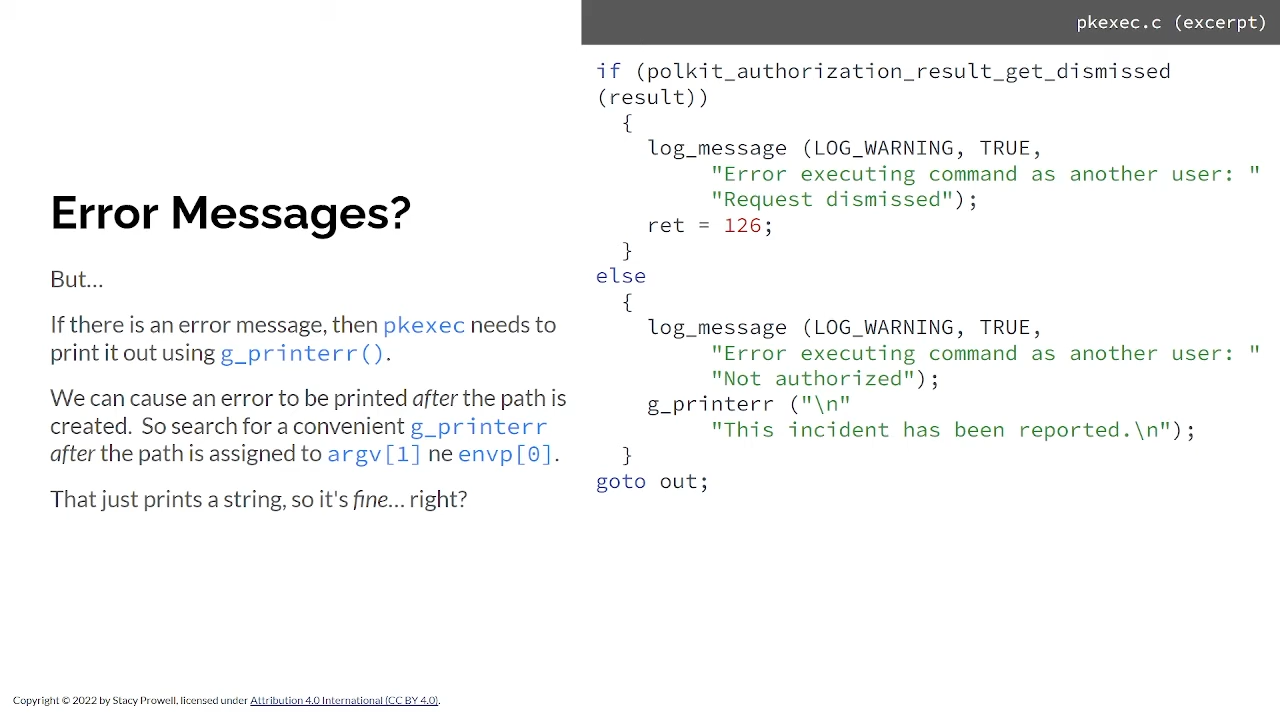 Error Messages?
But...
If there is an error message, then pkexec needs to
print it out using g_printerr().
We can cause an error to be printed after the path is
created.  So search for a convenient g_printerr
after the path is assigned to argv[1] ne envp[0].
That just prints a string, so it's fine... right?
pkexec.c (excerpt)
if (polkit_authorization_result_get_dismissed
(result))
  {
    log_message (LOG_WARNING, TRUE,
         "Error executing command as another user: "
         "Request dismissed");
    ret = 126;
  }
else
  {
    log_message (LOG_WARNING, TRUE,
         "Error executing command as another user: "
         "Not authorized");
    g_printerr ("\n"
         "This incident has been reported.\n");
  }
goto out;
Copyright © 2022 by Stacy Prowell, licensed under Attribution 4.0 International (CC BY 4.0).